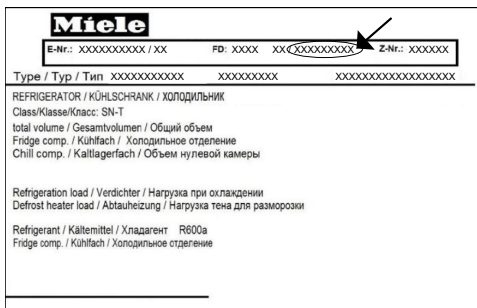 Miele
E-Nr.: XXXXXXXXXX / XX FD: XXXX XX XXXXXXXXX Z-Nr.: XXXXXX
Type / Typ / Тип XXXXXXXXXXX XXXXXXXXX XXXXXXXXXXXXXXXXXX
REFRIGERATOR / KÜHLSCHRANK / ХОЛОДИЛЬНИК
Class/Klasse/Класс: SN-T
total volume / Gesamtvolumen / Общий объем
Fridge comp. / Kühlfach / Холодильное отделение
Chill comp. / Kaltlagerfach / Объем нулевой камеры
Refrigeration load / Verdichter / Нагрузка при охлаждении
Defrost heater load / Abtauheizung / Нагрузка тена для разморозки
Refrigerant / Kältemittel / Хладагент R600a
Fridge comp. / Kühlfach / Холодильное отделение